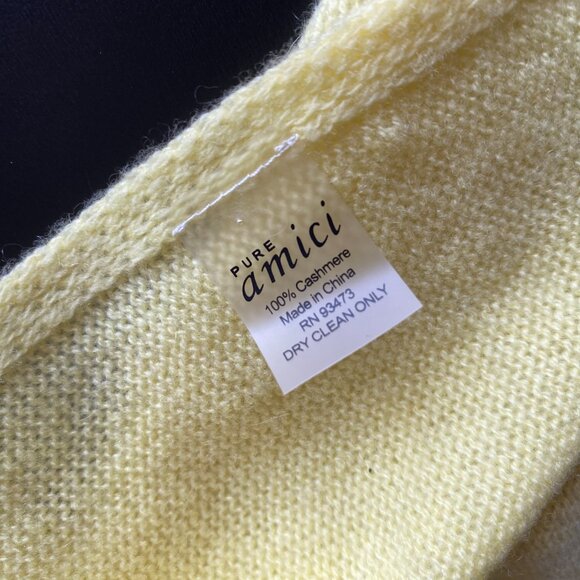 PURE
amici
100% Cashmere
Made in China
RN 93473
DRY CLEAN ONLY